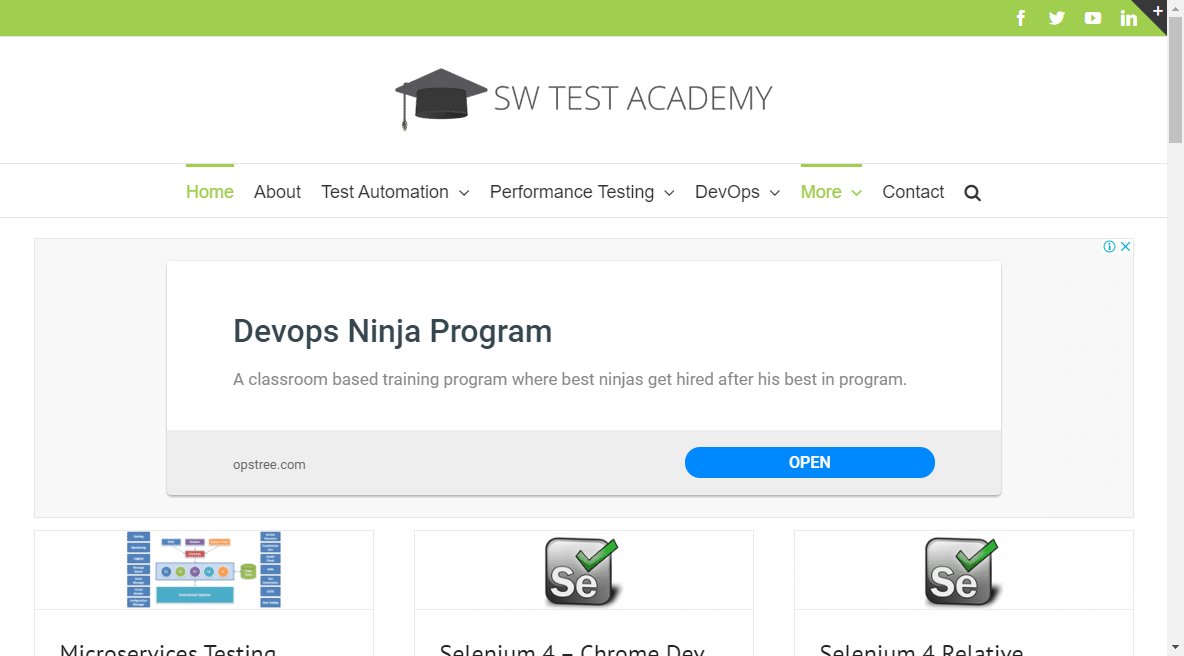 SW TEST ACADEMY
Home About Test Automation Performance Testing DevOps More Contact
Devops Ninja Program
A classroom based training program where best ninjas get hired after his best in program.
opstree.com OPEN
Se Se
Microservices Testing Selenium 4 – Chrome Dev Selenium 4 Relative